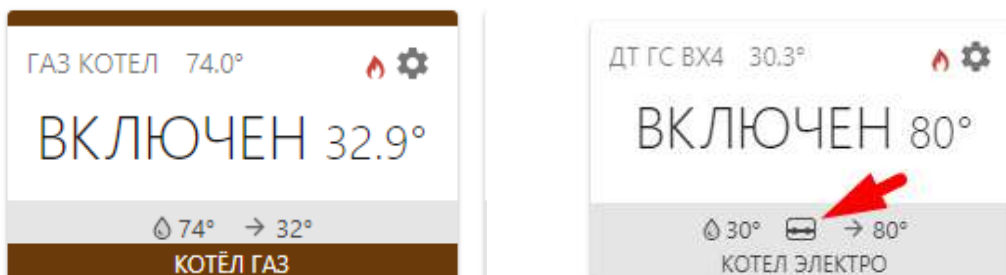 ГАЗ КОТЕЛ 74.0°
ВКЛЮЧЕН 32.9°
74° → 32°
КОТЁЛ ГАЗ
ДТ ГС ВХ4 30.3°
ВКЛЮЧЕН 80°
30° → 80°
КОТЕЛ ЭЛЕКТРО